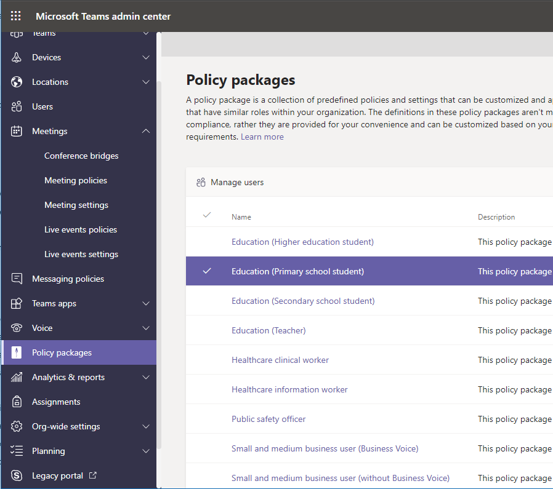 Microsoft Teams admin center
Teams
Devices
Locations
Users
Meetings
Conference bridges
Meeting policies
Meeting settings
Live events policies
Live events settings
Messaging policies
Teams apps
Voice
Policy packages
Analytics & reports
Assignments
Org-wide settings
Planning
Legacy portal
Policy packages
A policy package is a collection of predefined policies and settings that can be customized and
that have similar roles within your organization. The definitions in these policy packages aren't
compliance, rather they are provided for your convenience and can be customized based on
requirements. Learn more
Manage users
Name Description
Education (Higher education student) This policy package
Education (Primary school student) This policy package
Education (Secondary school student) This policy package
Education (Teacher) This policy package
Healthcare clinical worker This policy package
Healthcare information worker This policy package
Public safety officer This policy package
Small and medium business user (Business Voice) This policy package
Small and medium business user (without Business Voice) This policy package